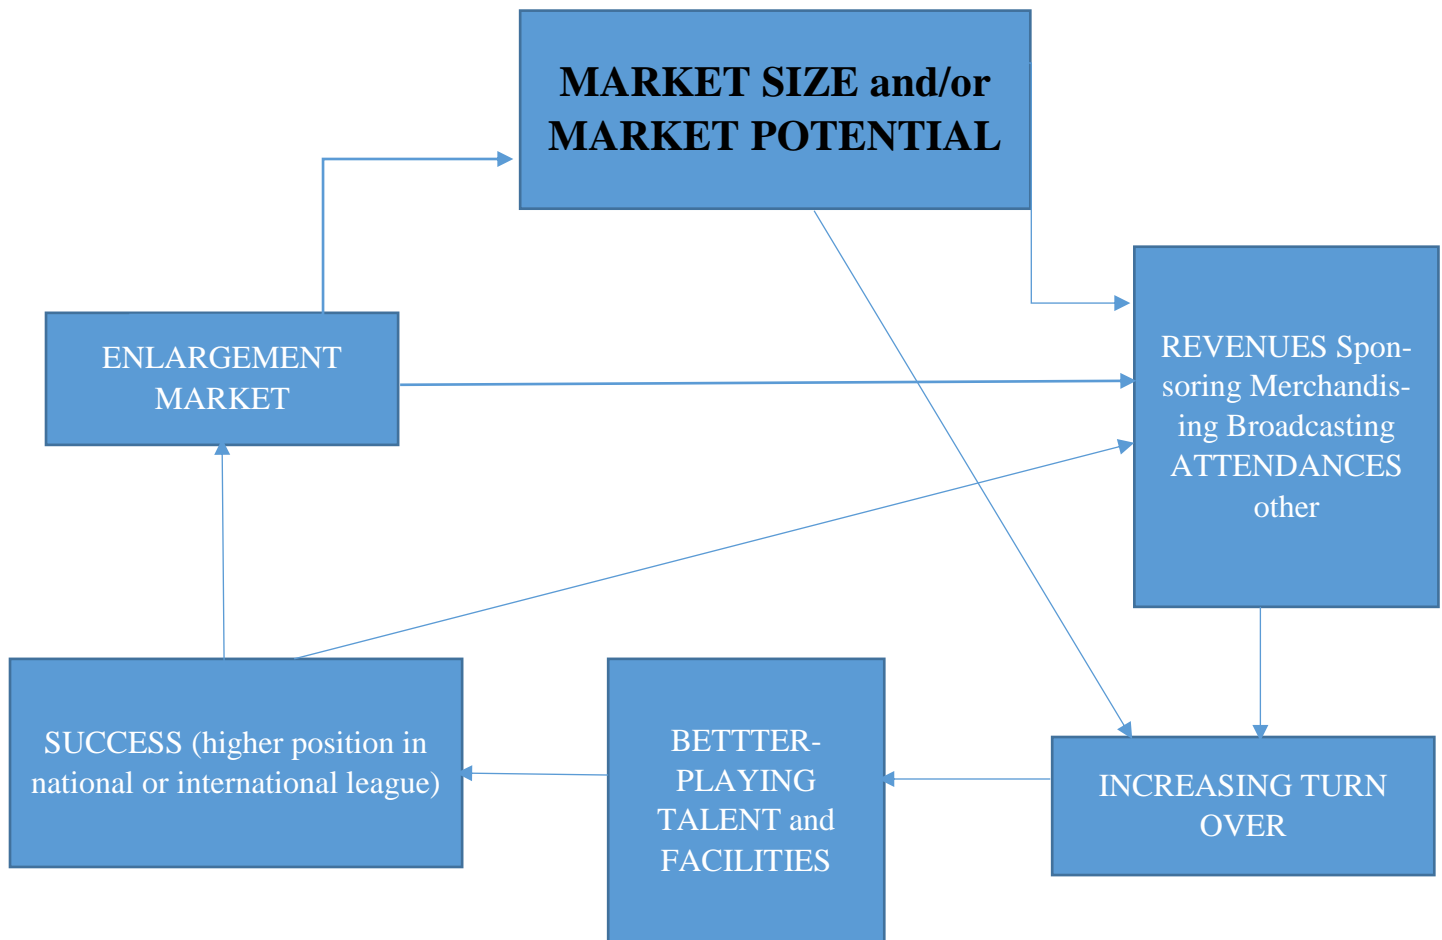 MARKET SIZE and/or
MARKET POTENTIAL
ENLARGEMENT
MARKET
REVENUES Spon-
soring Merchandis-
ing Broadcasting
ATTENDANCES
other
SUCCESS (higher position in
national or international league)
BETTTER-
PLAYING
TALENT and
FACILITIES
INCREASING TURN
OVER